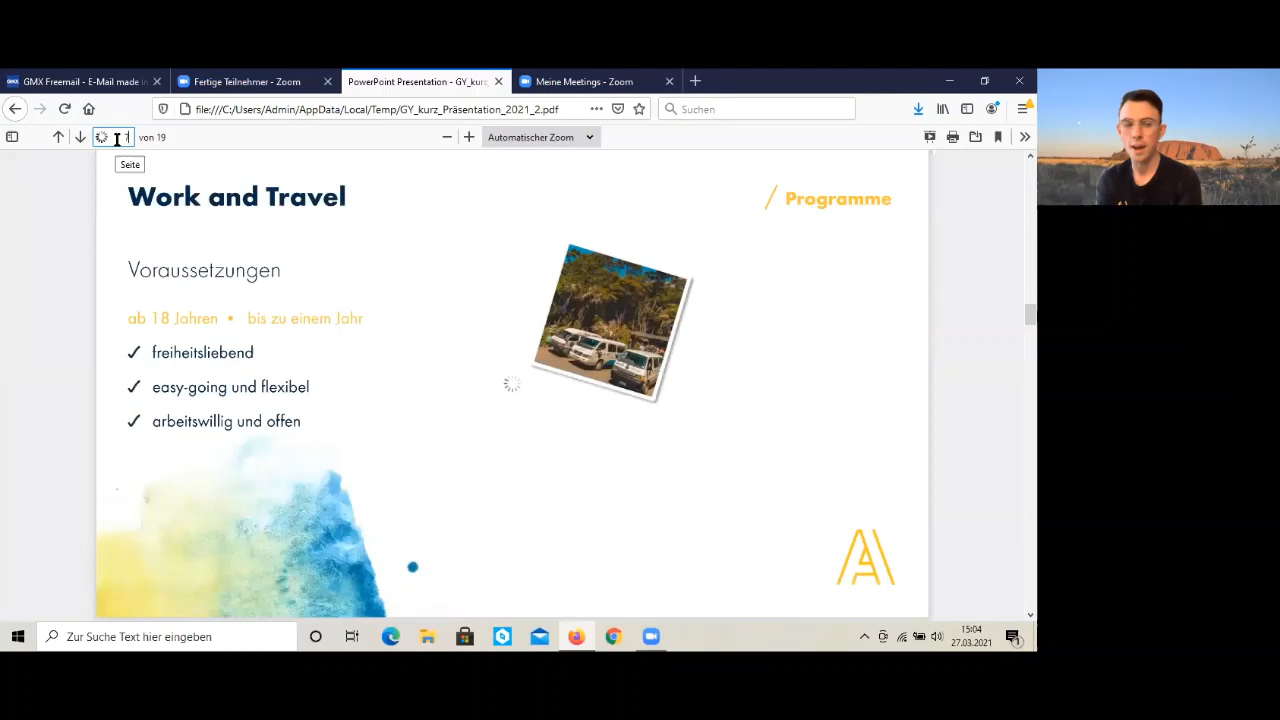 GMX Freemail - E-Mail made in
Fertige Teilnehmer - Zoom
PowerPoint Presentation - GY_kurz
Meine Meetings - Zoom
file:///C:/Users/Admin/AppData/Local/Temp/GY_kurz_Präsentation_2021_2.pdf
Suchen
von 19
Automatischer Zoom
Seite
Work and Travel
/ Programme
Voraussetzungen
ab 18 Jahren • bis zu einem Jahr
✓ freiheitsliebend
✓ easy-going und flexibel
✓ arbeitswillig und offen
Zur Suche Text hier eingeben
15:04
27.03.2021